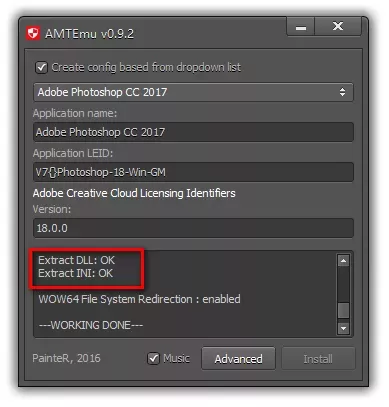 AMTEmu v0.9.2
Create config based from dropdown list
Adobe Photoshop CC 2017
Application name:
Adobe Photoshop CC 2017
Application LEID:
V7{}Photoshop-18-Win-GM
Adobe Creative Cloud Licensing Identifiers
Version:
18.0.0
Extract DLL: OK
Extract INI: OK
WOW64 File System Redirection : enabled
---WORKING DONE---
PainteR, 2016 Music Advanced Install